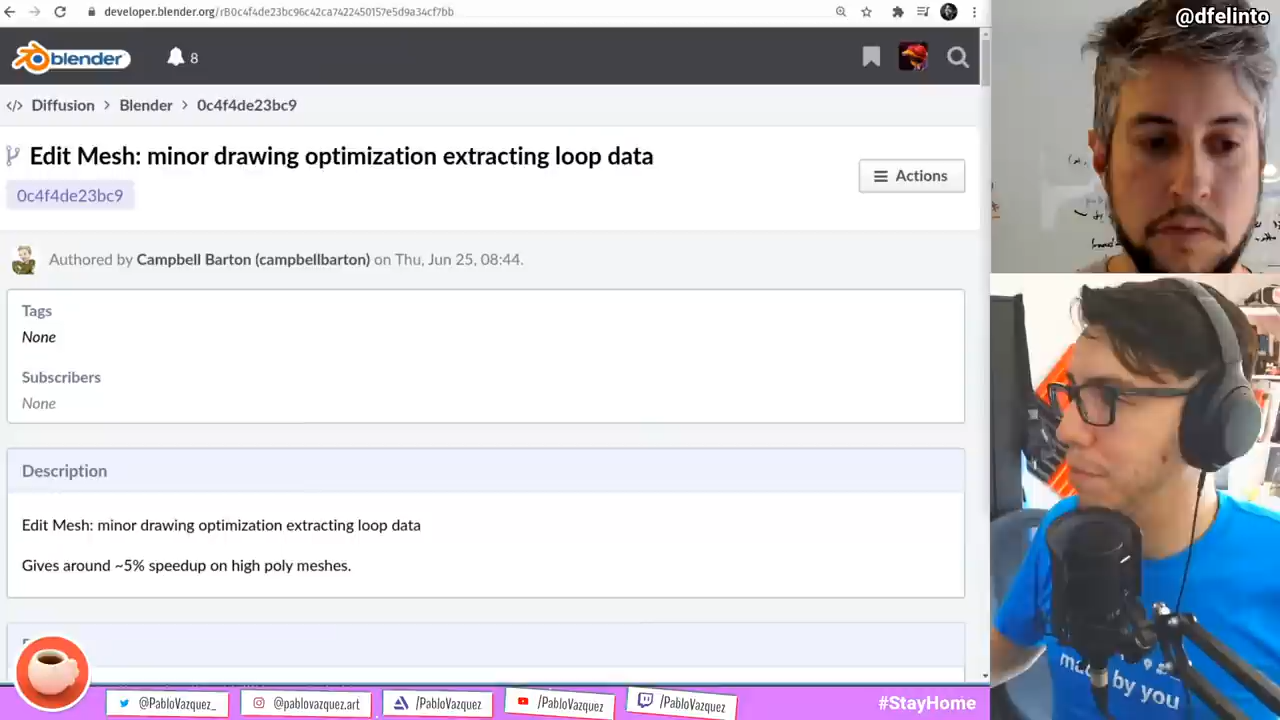 developer.blender.org/rB0c4f4de23bc96c42ca7422450157e5d9a34cf7bb
@dfelinto
blender
8
Diffusion > Blender > 0c4f4de23bc9
Edit Mesh: minor drawing optimization extracting loop data
Actions
0c4f4de23bc9
Authored by Campbell Barton (campbellbarton) on Thu, Jun 25, 08:44.
Tags
None
Subscribers
None
Description
Edit Mesh: minor drawing optimization extracting loop data
Gives around ~5% speedup on high poly meshes.
by you
@PabloVazquez_
@pablovazquez.art
/PabloVazquez
/PabloVazquez
/PabloVazquez
#StayHome